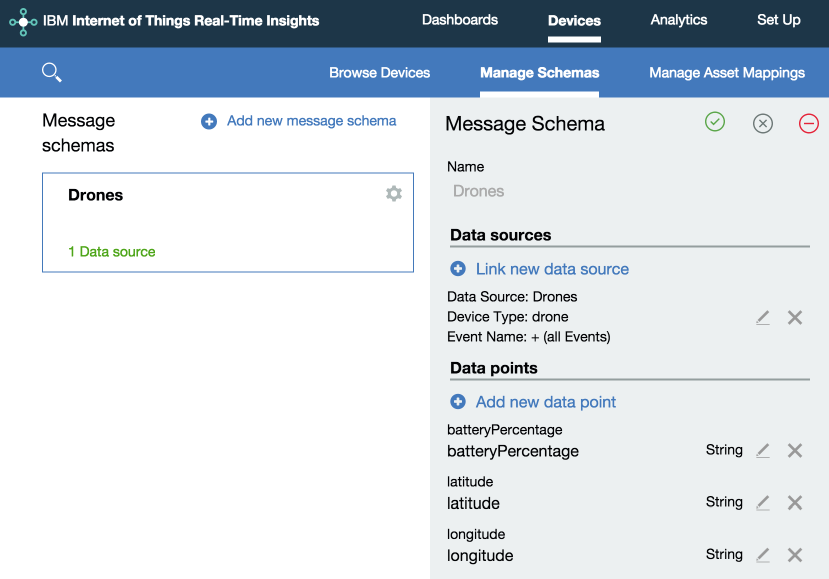 IBM Internet of Things Real-Time Insights
Dashboards
Devices
Analytics
Set Up
Browse Devices
Manage Schemas
Manage Asset Mappings
Message
schemas
Add new message schema
Drones
1 Data source
Message Schema
Name
Drones
Data sources
Link new data source
Data Source: Drones
Device Type: drone
Event Name: + (all Events)
Data points
Add new data point
batteryPercentage
batteryPercentage String
latitude
latitude String
longitude
longitude String